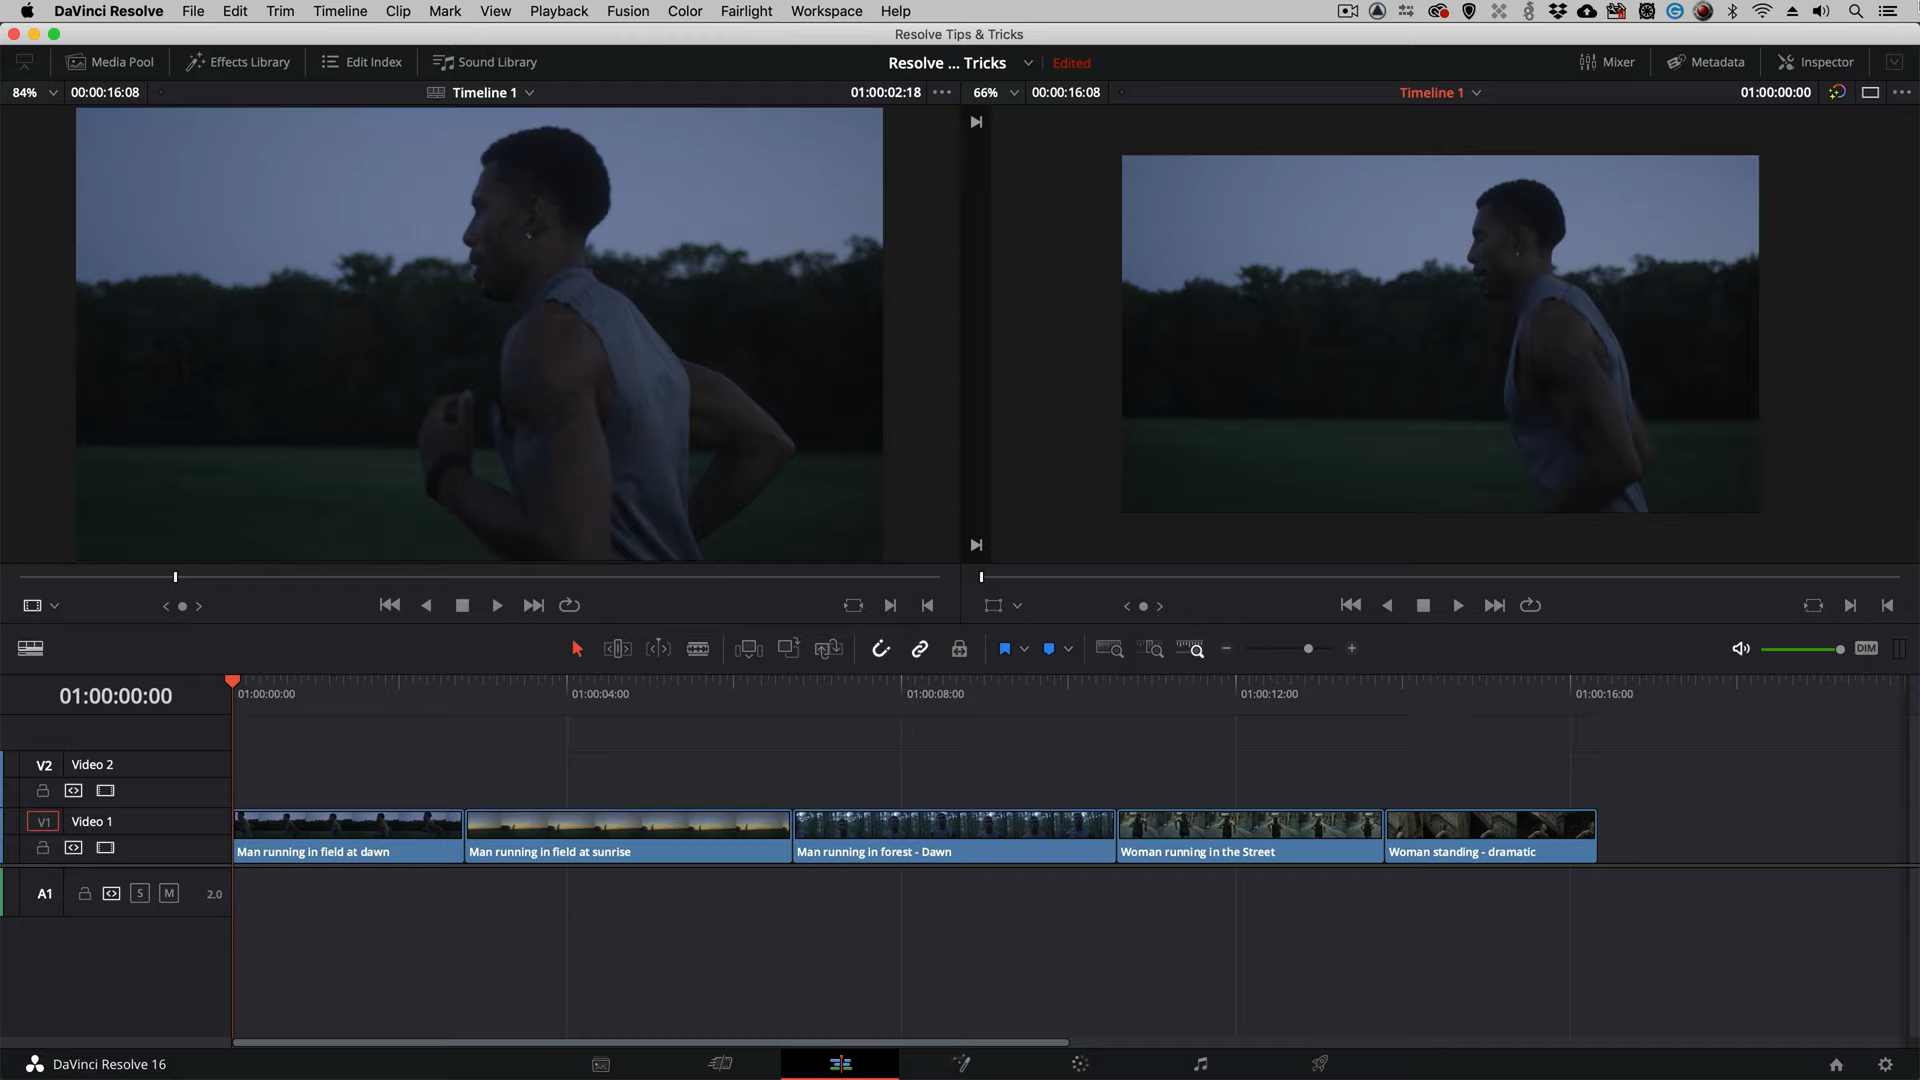 DaVinci Resolve File Edit Trim Timeline Clip Mark View Playback Fusion Color Fairlight Workspace Help
Resolve Tips & Tricks
Media Pool Effects Library Edit Index Sound Library Resolve ... Tricks Edited Mixer Metadata Inspector
84% 00:00:16:08 Timeline 1 01:00:02:18 66% 00:00:16:08 Timeline 1 01:00:00:00
DIM
01:00:00:00 01:00:00:00 01:00:04:00 01:00:08:00 01:00:12:00 01:00:16:00
V2 Video 2
V1 Video 1
Man running in field at dawn Man running in field at sunrise Man running in forest - Dawn Woman running in the Street Woman standing - dramatic
A1 S M 2.0
DaVinci Resolve 16